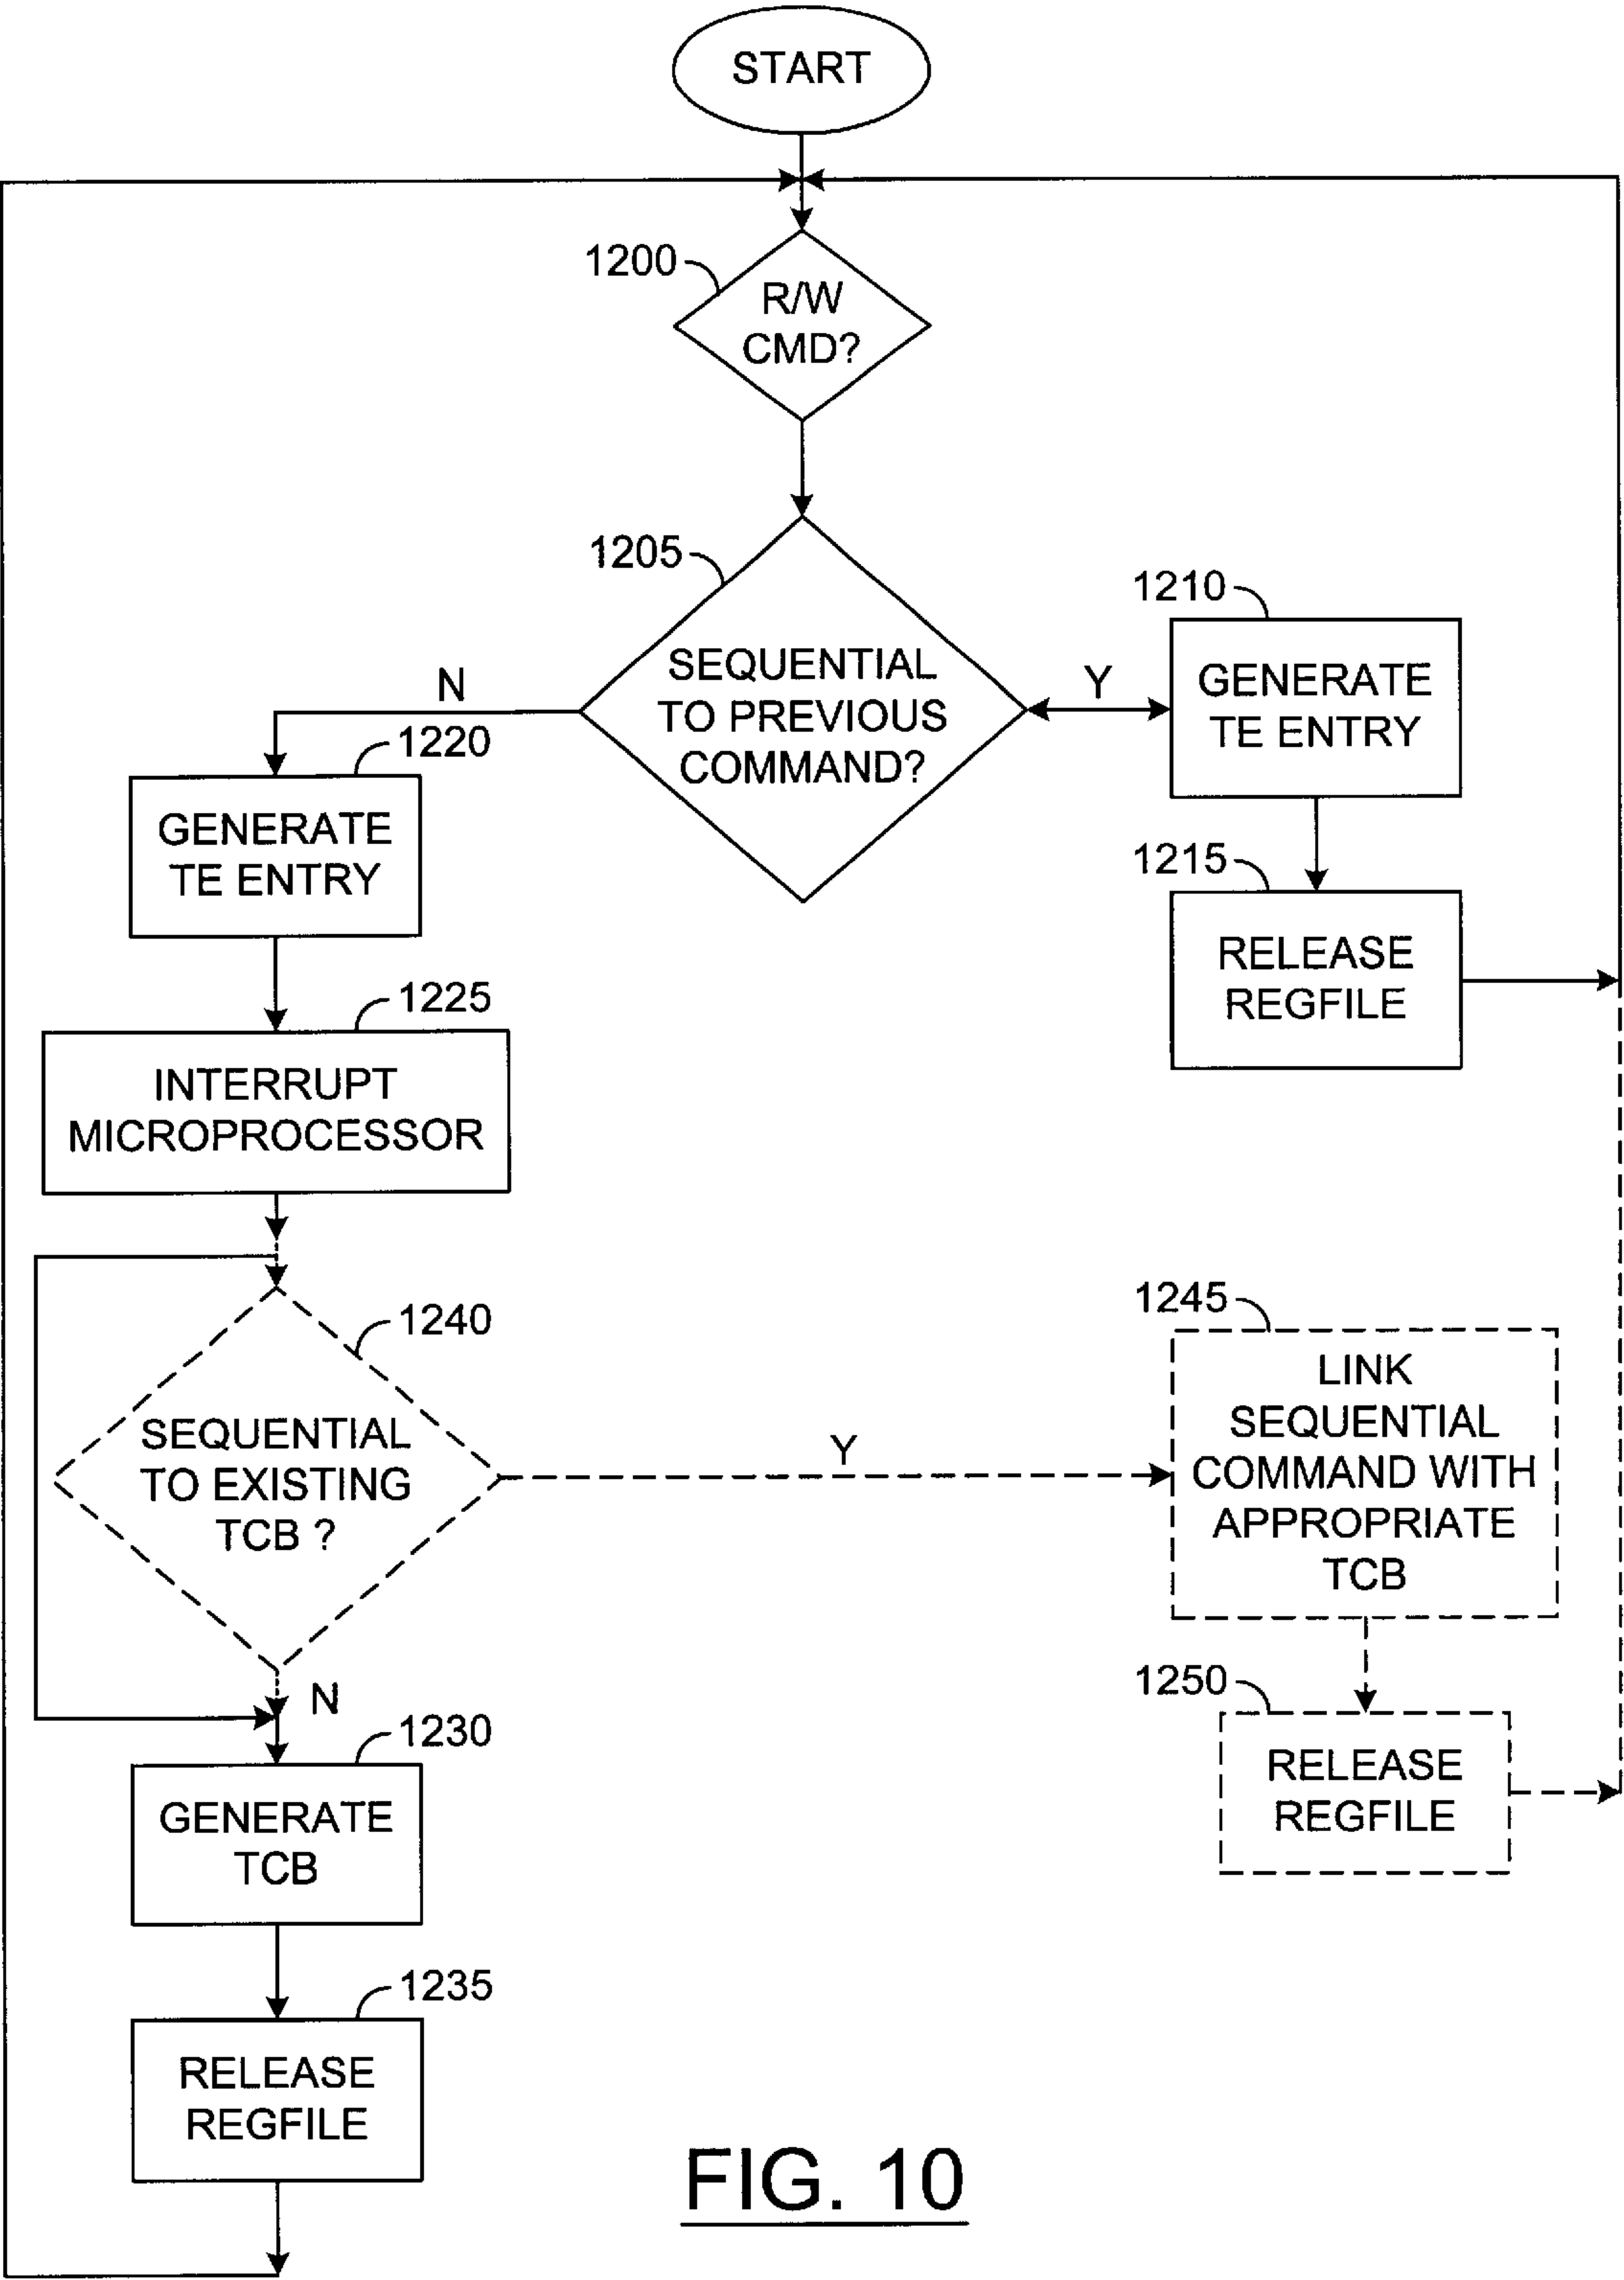 START
1200
R/W
CMD?
1205
SEQUENTIAL
TO PREVIOUS
COMMAND?
Y
1210
GENERATE
TE ENTRY
1215
RELEASE
REGFILE
N
1220
GENERATE
TE ENTRY
1225
INTERRUPT
MICROPROCESSOR
1240
SEQUENTIAL
TO EXISTING
TCB ?
Y
1245
LINK
SEQUENTIAL
COMMAND WITH
APPROPRIATE
TCB
1250
RELEASE
REGFILE
N
1230
GENERATE
TCB
1235
RELEASE
REGFILE
FIG. 10